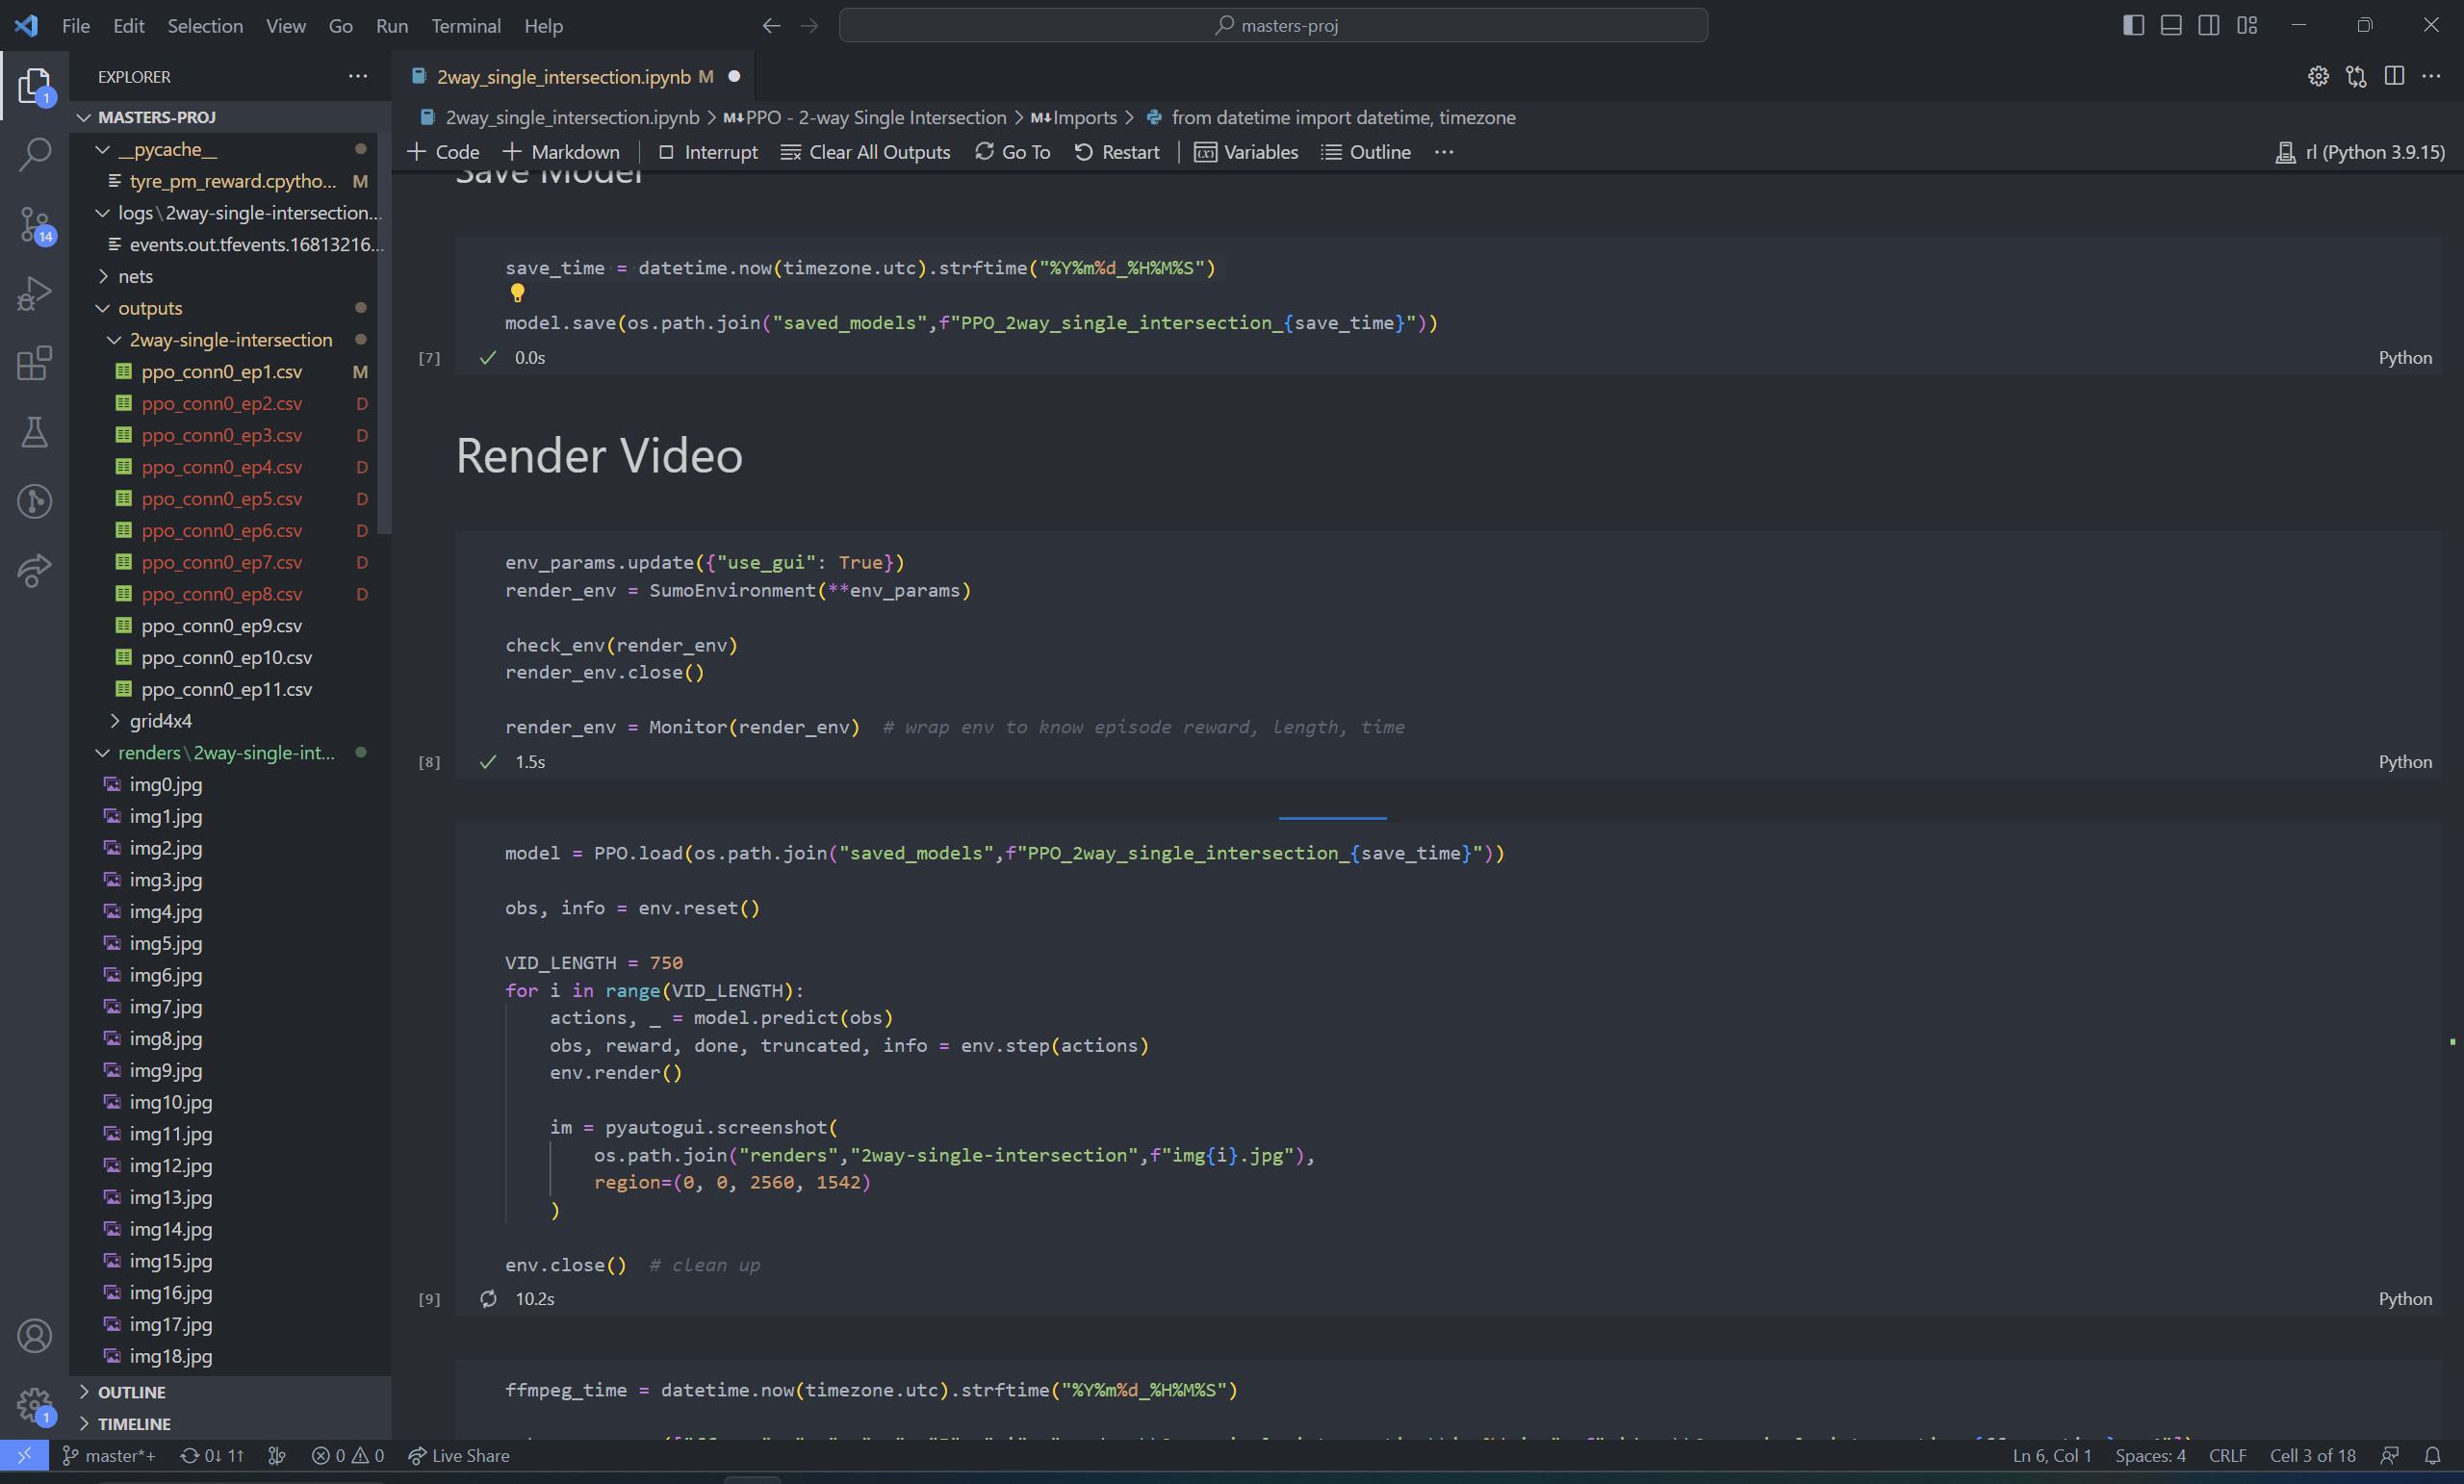 File Edit Selection View Go Run Terminal Help
masters-proj
EXPLORER
MASTERS-PROJ
__pycache__
tyre_pm_reward.cpytho... M
logs\2way-single-intersection...
events.out.tfevents.16813216...
nets
outputs
2way-single-intersection
ppo_conn0_ep1.csv M
ppo_conn0_ep2.csv D
ppo_conn0_ep3.csv D
ppo_conn0_ep4.csv D
ppo_conn0_ep5.csv D
ppo_conn0_ep6.csv D
ppo_conn0_ep7.csv D
ppo_conn0_ep8.csv D
ppo_conn0_ep9.csv
ppo_conn0_ep10.csv
ppo_conn0_ep11.csv
grid4x4
renders\2way-single-int...
img0.jpg
img1.jpg
img2.jpg
img3.jpg
img4.jpg
img5.jpg
img6.jpg
img7.jpg
img8.jpg
img9.jpg
img10.jpg
img11.jpg
img12.jpg
img13.jpg
img14.jpg
img15.jpg
img16.jpg
img17.jpg
img18.jpg
OUTLINE
TIMELINE
1
14
1
2way_single_intersection.ipynb M
2way_single_intersection.ipynb > M↓PPO - 2-way Single Intersection > M↓Imports > from datetime import datetime, timezone
+ Code + Markdown | Interrupt Clear All Outputs Go To Restart | Variables Outline ... rl (Python 3.9.15)
Save Model
save_time = datetime.now(timezone.utc).strftime("%Y%m%d_%H%M%S")
model.save(os.path.join("saved_models",f"PPO_2way_single_intersection_{save_time}"))
[7] 0.0s Python
Render Video
env_params.update({"use_gui": True})
render_env = SumoEnvironment(**env_params)
check_env(render_env)
render_env.close()
render_env = Monitor(render_env)  # wrap env to know episode reward, length, time
[8] 1.5s Python
model = PPO.load(os.path.join("saved_models",f"PPO_2way_single_intersection_{save_time}"))
obs, info = env.reset()
VID_LENGTH = 750
for i in range(VID_LENGTH):
    actions, _ = model.predict(obs)
    obs, reward, done, truncated, info = env.step(actions)
    env.render()
    im = pyautogui.screenshot(
        os.path.join("renders","2way-single-intersection",f"img{i}.jpg"),
        region=(0, 0, 2560, 1542)
    )
env.close()  # clean up
[9] 10.2s Python
ffmpeg_time = datetime.now(timezone.utc).strftime("%Y%m%d_%H%M%S")
master*+ 0↓ 1↑ 0 0 Live Share Ln 6, Col 1 Spaces: 4 CRLF Cell 3 of 18